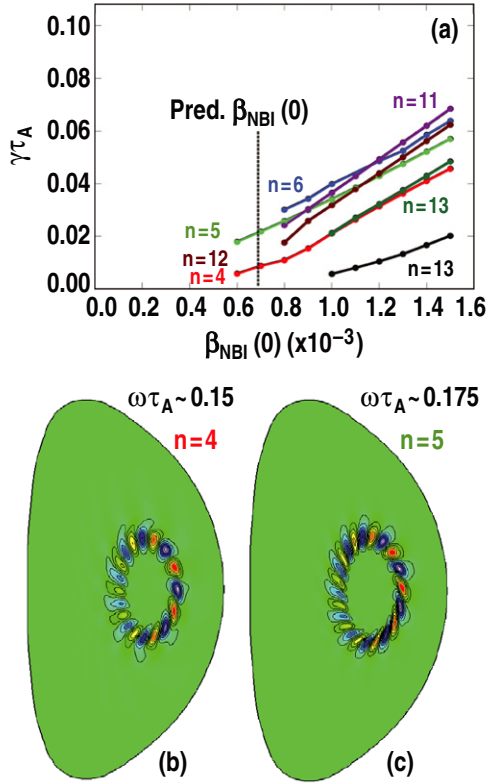 (a)
0.10
0.08
0.06
0.04
0.02
0.00
γτA
Pred. βNBI (0)
n=11
n=6
n=5
n=13
n=12
n=4
n=13
0.0 0.2 0.4 0.6 0.8 1.0 1.2 1.4 1.6
βNBI (0) (x10−3)
ωτA ~ 0.15
n=4
ωτA ~ 0.175
n=5
(b)
(c)